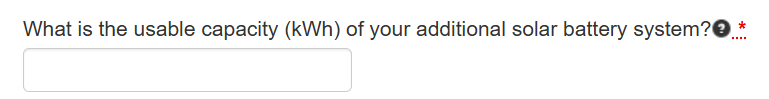 What is the usable capacity (kWh) of your additional solar battery system?? *